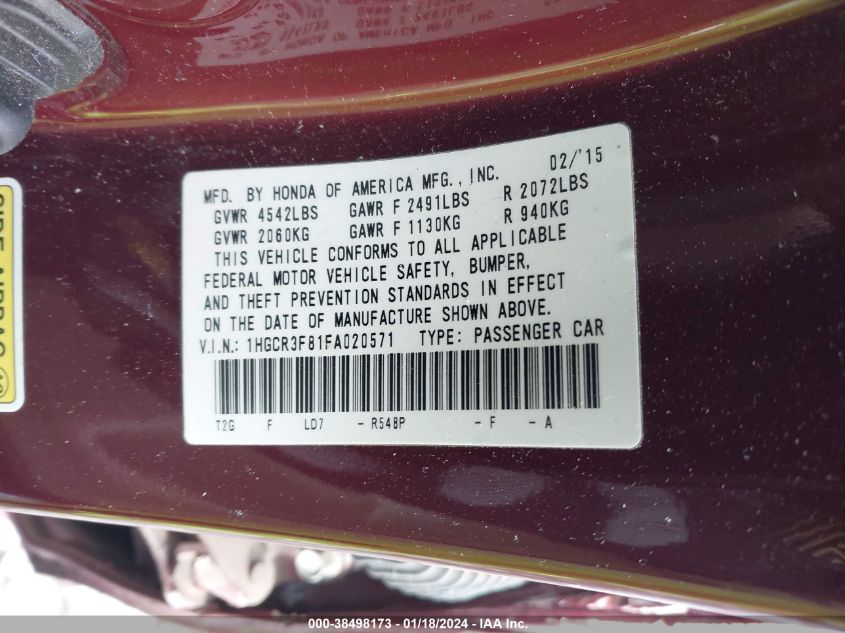 MFD. BY HONDA OF AMERICA MFG., INC. 02/'15
GVWR 4542LBS GAWR F 2491LBS R 2072LBS
GVWR 2060KG GAWR F 1130KG R 940KG
THIS VEHICLE CONFORMS TO ALL APPLICABLE
FEDERAL MOTOR VEHICLE SAFETY, BUMPER,
AND THEFT PREVENTION STANDARDS IN EFFECT
ON THE DATE OF MANUFACTURE SHOWN ABOVE.
V.I.N.: 1HGCR3F81FA020571 TYPE: PASSENGER CAR
T2G F LD7 - R548P - F - A
SIDE AIRBAG
000-38498173 - 01/18/2024 - IAA Inc.